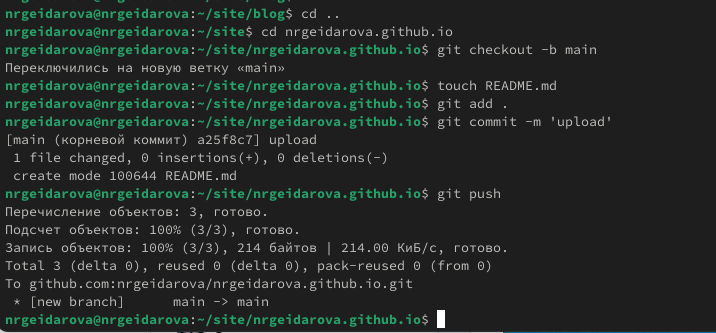 nrgeidarova@nrgeidarova:~/site/blog$ cd ..
nrgeidarova@nrgeidarova:~/site$ cd nrgeidarova.github.io
nrgeidarova@nrgeidarova:~/site/nrgeidarova.github.io$ git checkout -b main
Переключились на новую ветку «main»
nrgeidarova@nrgeidarova:~/site/nrgeidarova.github.io$ touch README.md
nrgeidarova@nrgeidarova:~/site/nrgeidarova.github.io$ git add .
nrgeidarova@nrgeidarova:~/site/nrgeidarova.github.io$ git commit -m 'upload'
[main (корневой коммит) a25f8c7] upload
 1 file changed, 0 insertions(+), 0 deletions(-)
 create mode 100644 README.md
nrgeidarova@nrgeidarova:~/site/nrgeidarova.github.io$ git push
Перечисление объектов: 3, готово.
Подсчет объектов: 100% (3/3), готово.
Запись объектов: 100% (3/3), 214 байтов | 214.00 КиБ/с, готово.
Total 3 (delta 0), reused 0 (delta 0), pack-reused 0 (from 0)
To github.com:nrgeidarova/nrgeidarova.github.io.git
 * [new branch]      main -> main
nrgeidarova@nrgeidarova:~/site/nrgeidarova.github.io$